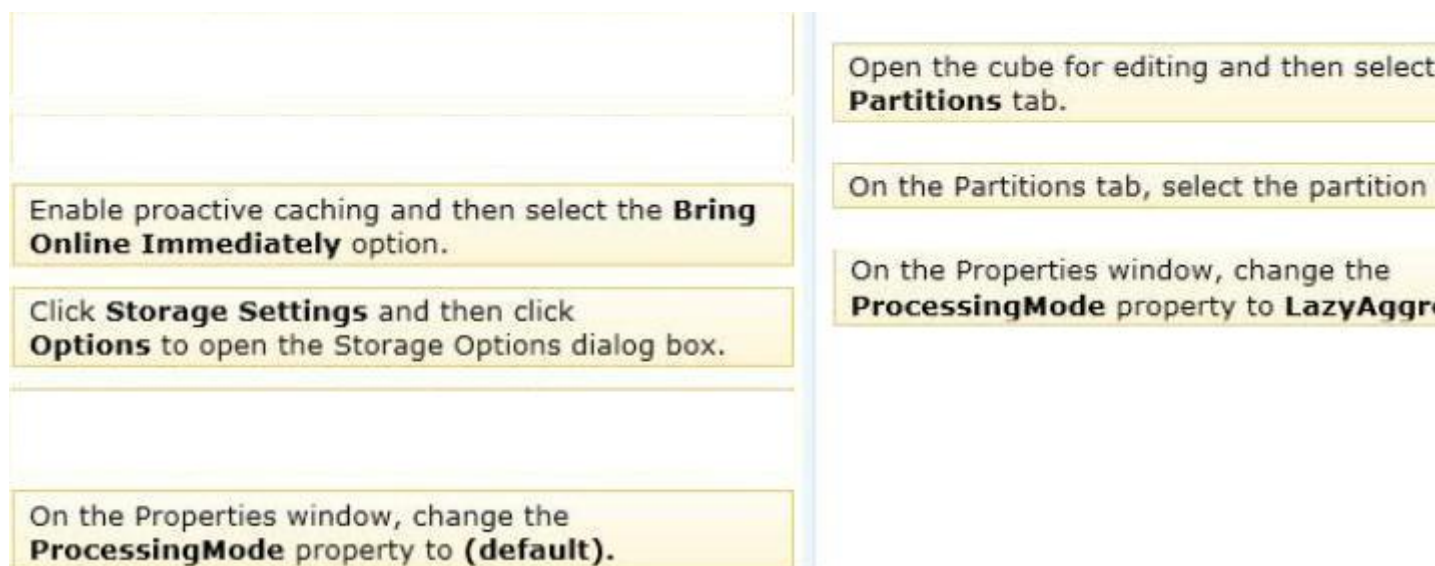 Enable proactive caching and then select the Bring
Online Immediately option.
Click Storage Settings and then click
Options to open the Storage Options dialog box.
On the Properties window, change the
ProcessingMode property to (default).
Open the cube for editing and then select
Partitions tab.
On the Partitions tab, select the partition
On the Properties window, change the
ProcessingMode property to